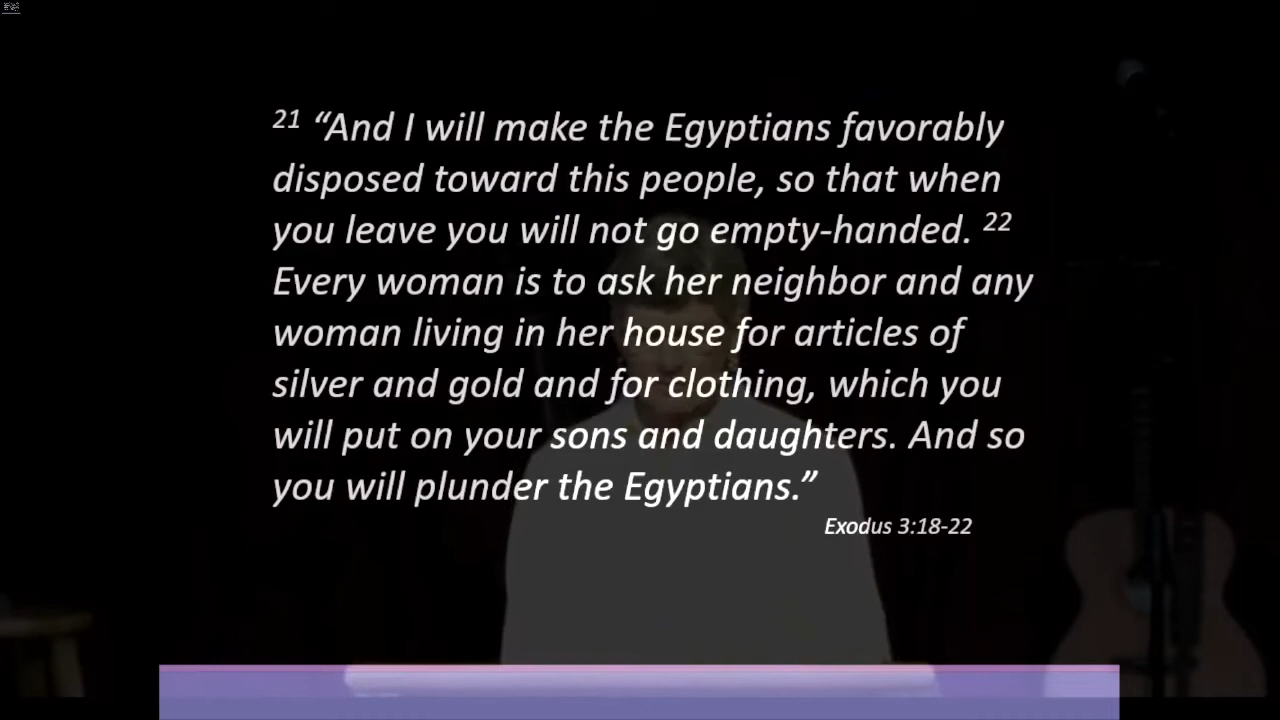 21 “And I will make the Egyptians favorably
disposed toward this people, so that when
you leave you will not go empty-handed. 22
Every woman is to ask her neighbor and any
woman living in her house for articles of
silver and gold and for clothing, which you
will put on your sons and daughters. And so
you will plunder the Egyptians.”
Exodus 3:18-22